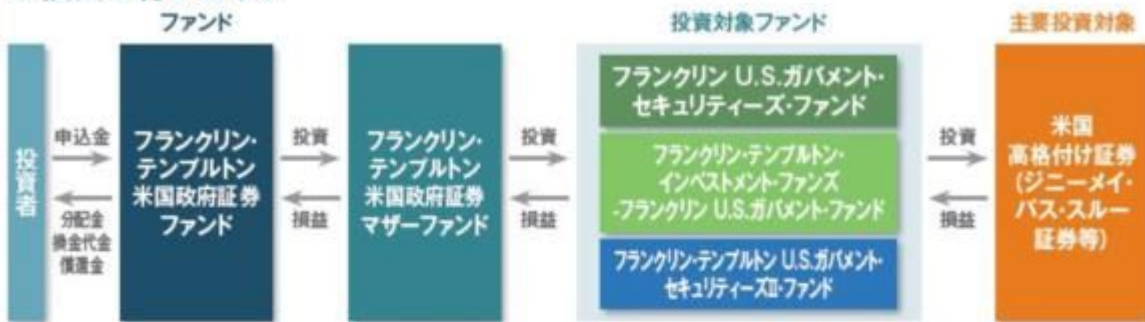 ファンド
投資対象ファンド
主要投資対象
投資者
申込金
分配金
換金代金
償還金
フランクリン・
テンプルトン
米国政府証券
ファンド
投資
損益
フランクリン・
テンプルトン
米国政府証券
マザーファンド
投資
損益
フランクリン U.S.ガバメント・
セキュリティーズ・ファンド
フランクリン・テンプルトン・
インベストメント・ファンズ
-フランクリン U.S.ガバメント・ファンド
フランクリン・テンプルトン U.S.ガバメント・
セキュリティーズII・ファンド
投資
損益
米国
高格付け証券
(ジニーメイ・
パス・スルー
証券等)